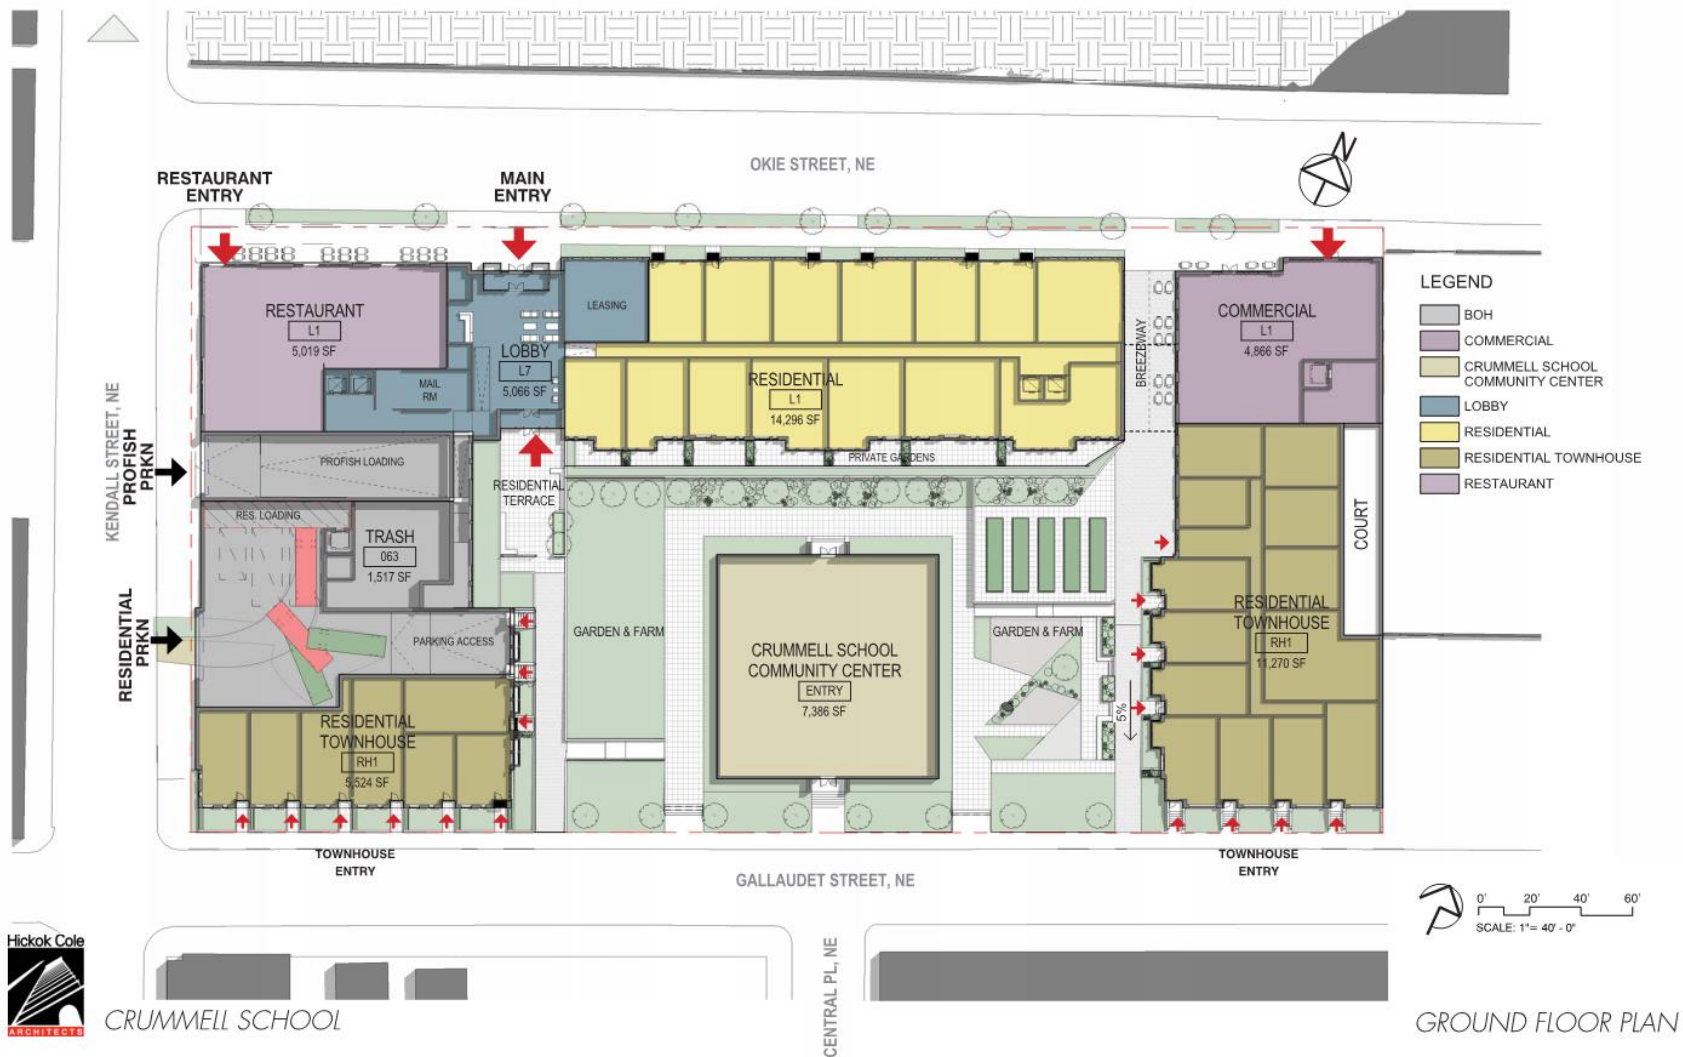 OKIE STREET, NE
N
RESTAURANT
ENTRY
MAIN
ENTRY
RESTAURANT
L1
5,019 SF
LEASING
LOBBY
L7
5,066 SF
MAIL
RM
RESIDENTIAL
L1
14,296 SF
BREEZEWAY
COMMERCIAL
L1
4,866 SF
LEGEND
BOH
COMMERCIAL
CRUMMELL SCHOOL
COMMUNITY CENTER
LOBBY
RESIDENTIAL
RESIDENTIAL TOWNHOUSE
RESTAURANT
KENDALL STREET, NE
PROFISH
PRKN
PROFISH LOADING
PRIVATE GARDENS
RESIDENTIAL
TERRACE
RES. LOADING
TRASH
063
1,517 SF
COURT
RESIDENTIAL
PRKN
PARKING ACCESS
GARDEN & FARM
CRUMMELL SCHOOL
COMMUNITY CENTER
ENTRY
7,386 SF
GARDEN & FARM
5%
RESIDENTIAL
TOWNHOUSE
RH1
11,270 SF
RESIDENTIAL
TOWNHOUSE
RH1
5,524 SF
TOWNHOUSE
ENTRY
TOWNHOUSE
ENTRY
GALLAUDET STREET, NE
0' 20' 40' 60'
SCALE: 1"= 40' - 0"
CENTRAL PL, NE
Hickok Cole
ARCHITECTS
CRUMMELL SCHOOL
GROUND FLOOR PLAN